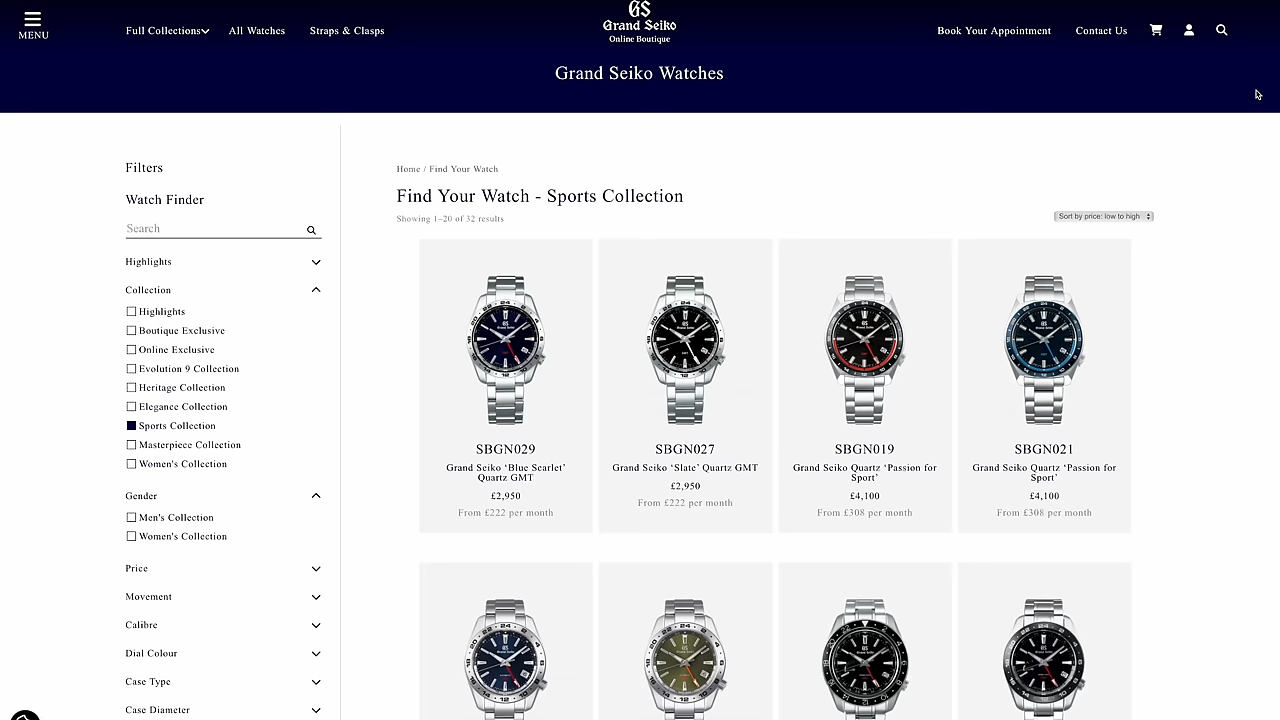 MENU
Full Collections
All Watches
Straps & Clasps
GS
Grand Seiko
Online Boutique
Book Your Appointment
Contact Us
Grand Seiko Watches
Filters
Watch Finder
Search
Highlights
Collection
Highlights
Boutique Exclusive
Online Exclusive
Evolution 9 Collection
Heritage Collection
Elegance Collection
Sports Collection
Masterpiece Collection
Women's Collection
Gender
Men's Collection
Women's Collection
Price
Movement
Calibre
Dial Colour
Case Type
Case Diameter
Home / Find Your Watch
Find Your Watch - Sports Collection
Showing 1–20 of 32 results
Sort by price: low to high
SBGN029
Grand Seiko ‘Blue Scarlet’
Quartz GMT
£2,950
From £222 per month
SBGN027
Grand Seiko ‘Slate’ Quartz GMT
£2,950
From £222 per month
SBGN019
Grand Seiko Quartz ‘Passion for
Sport’
£4,100
From £308 per month
SBGN021
Grand Seiko Quartz ‘Passion for
Sport’
£4,100
From £308 per month